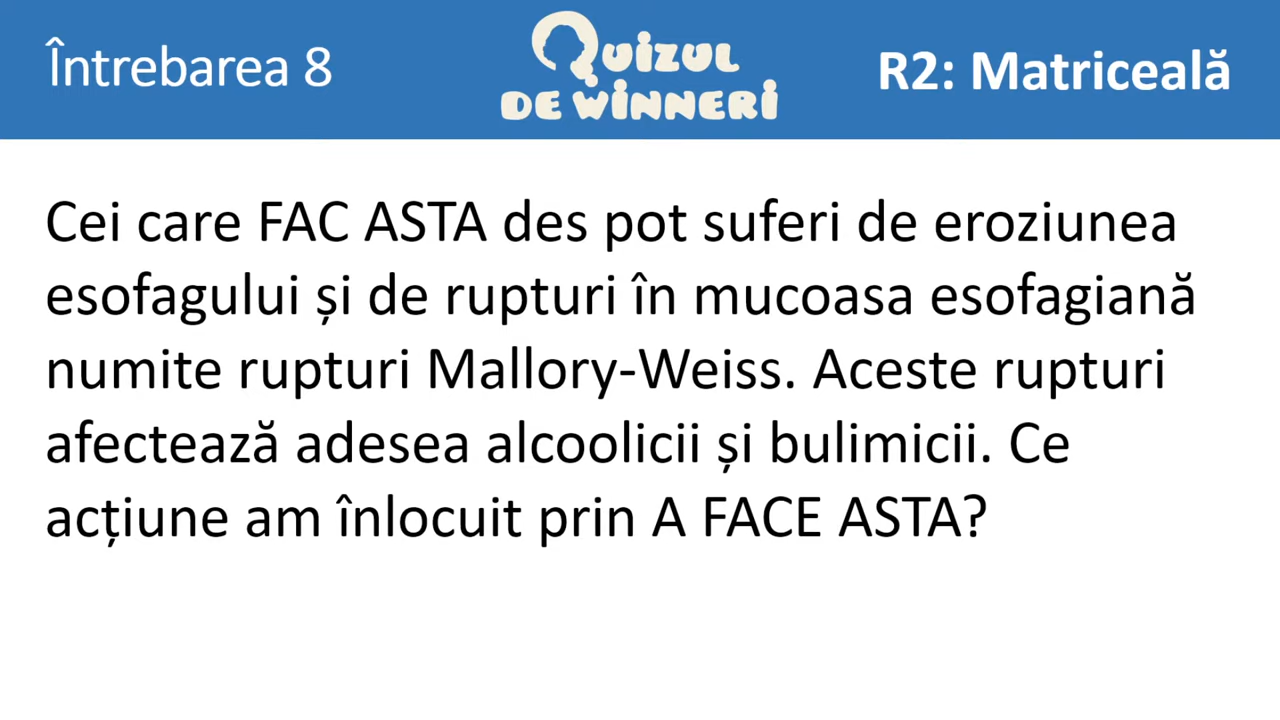 Întrebarea 8
QUIZUL
DE WINNERI
R2: Matriceală
Cei care FAC ASTA des pot suferi de eroziunea
esofagului și de rupturi în mucoasa esofagiană
numite rupturi Mallory-Weiss. Aceste rupturi
afectează adesea alcoolicii și bulimicii. Ce
acțiune am înlocuit prin A FACE ASTA?